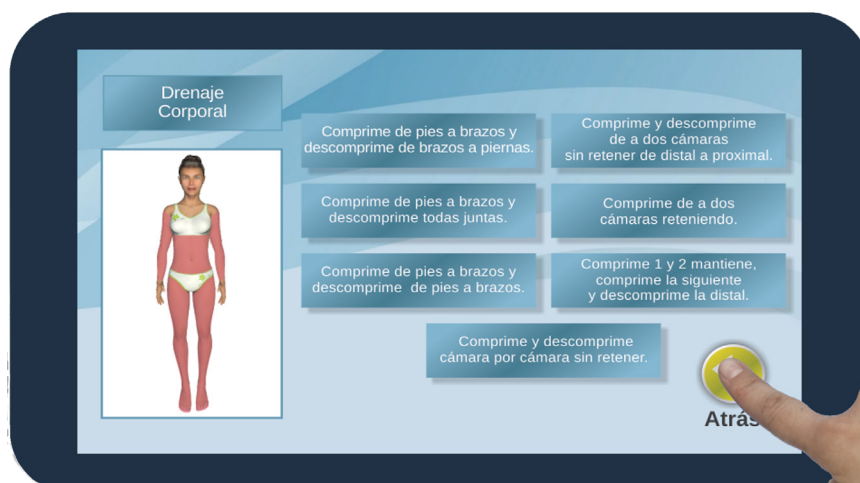 Drenaje
Corporal
Comprime de pies a brazos y
descomprime de brazos a piernas.
Comprime y descomprime
de a dos cámaras
sin retener de distal a proximal.
Comprime de pies a brazos y
descomprime todas juntas.
Comprime de a dos
cámaras reteniendo.
Comprime de pies a brazos y
descomprime de pies a brazos.
Comprime 1 y 2 mantiene,
comprime la siguiente
y descomprime la distal.
Comprime y descomprime
cámara por cámara sin retener.
Atrás